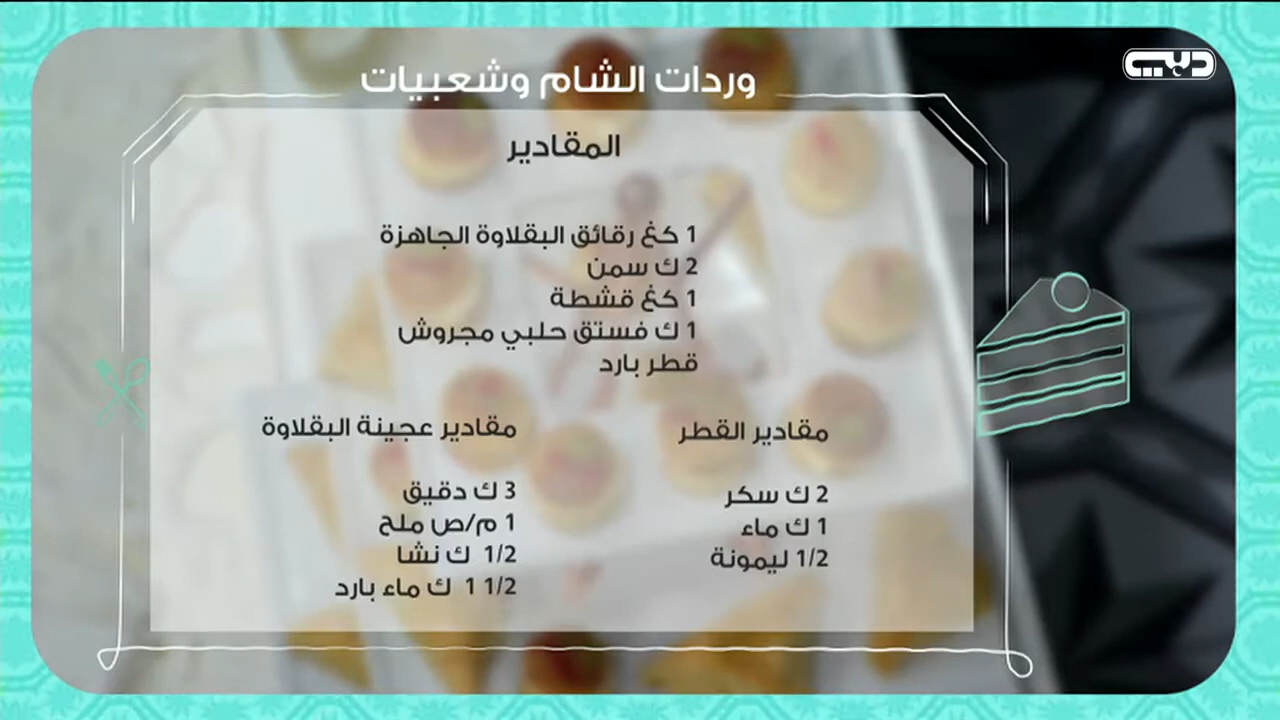 دبي
وردات الشام وشعبيات
المقادير
1 كغ رقائق البقلاوة الجاهزة
2 ك سمن
1 كغ قشطة
1 ك فستق حلبي مجروش
قطر بارد
مقادير القطر
2 ك سكر
1 ك ماء
1/2 ليمونة
مقادير عجينة البقلاوة
3 ك دقيق
1 م/ص ملح
1/2 ك نشا
1 1/2 ك ماء بارد